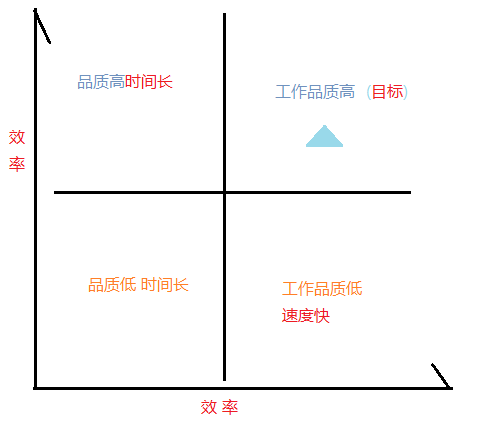 品质高时间长
工作品质高 (目标)
效
率
品质低 时间长
工作品质低
速度快
效 率